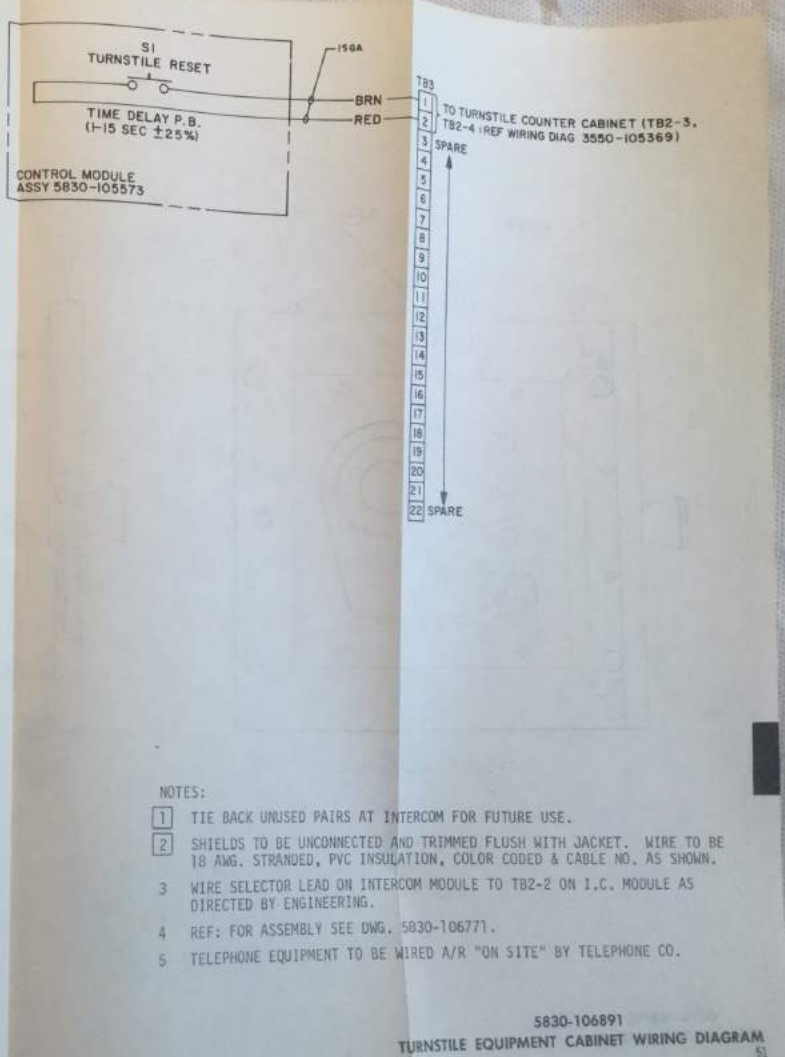 S1
TURNSTILE RESET
TIME DELAY P.B.
(1-15 SEC ±25%)
CONTROL MODULE
ASSY 5830-105573
BRN
RED
TB3
1
2
TO TURNSTILE COUNTER CABINET (TB2-3,
TB2-4 : REF WIRING DIAG 3550-105369)
3 SPARE
4
5
6
7
8
9
10
11
12
13
14
15
16
17
18
19
20
21
22 SPARE
NOTES:
1 TIE BACK UNUSED PAIRS AT INTERCOM FOR FUTURE USE.
2 SHIELDS TO BE UNCONNECTED AND TRIMMED FLUSH WITH JACKET. WIRE TO BE
18 AWG. STRANDED, PVC INSULATION, COLOR CODED & CABLE NO. AS SHOWN.
3 WIRE SELECTOR LEAD ON INTERCOM MODULE TO TB2-2 ON I.C. MODULE AS
DIRECTED BY ENGINEERING.
4 REF: FOR ASSEMBLY SEE DWG. 5830-106771.
5 TELEPHONE EQUIPMENT TO BE WIRED A/R "ON SITE" BY TELEPHONE CO.
5830-106891
TURNSTILE EQUIPMENT CABINET WIRING DIAGRAM
51